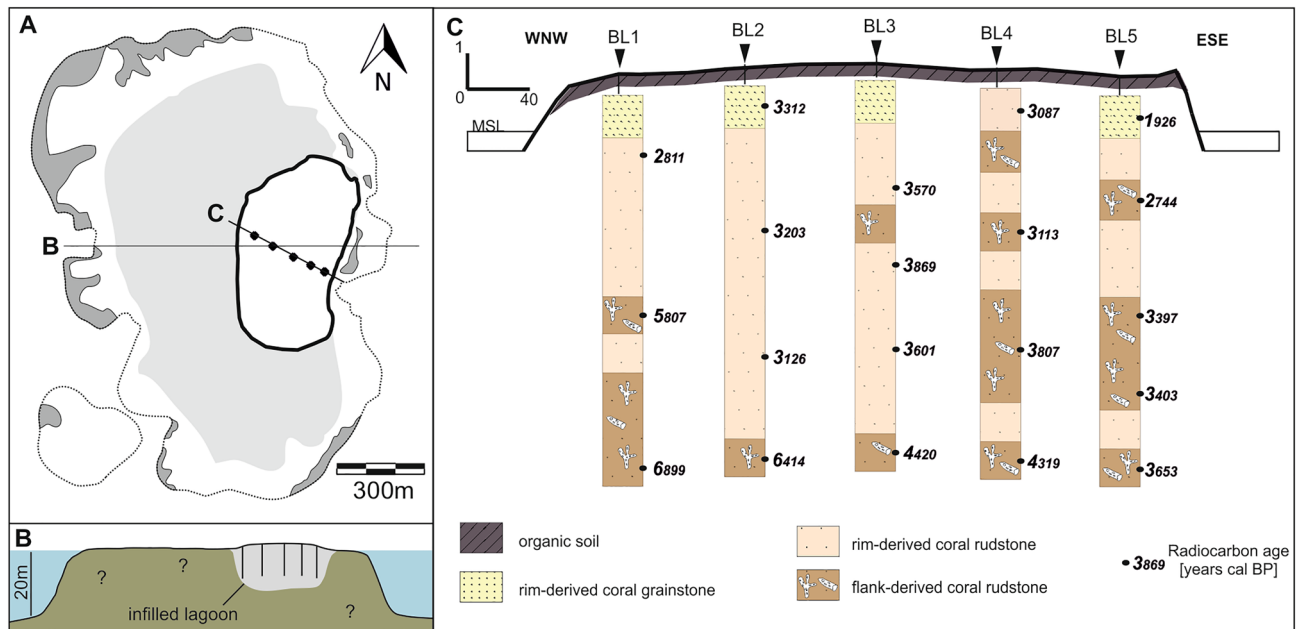 A
N
C
B
300m
B
20m
?
?
?
infilled lagoon
C
1
0
40
WNW
BL1
BL2
BL3
BL4
BL5
ESE
MSL
2811
5807
6899
3312
3203
3126
6414
3570
3869
3601
4420
3087
3113
3807
4319
1926
2744
3397
3403
3653
organic soil
rim-derived coral grainstone
rim-derived coral rudstone
flank-derived coral rudstone
3869
Radiocarbon age
[years cal BP]